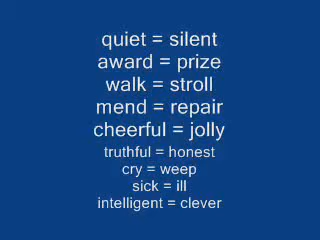 quiet = silent
award = prize
walk = stroll
mend = repair
cheerful = jolly
truthful = honest
cry = weep
sick = ill
intelligent = clever